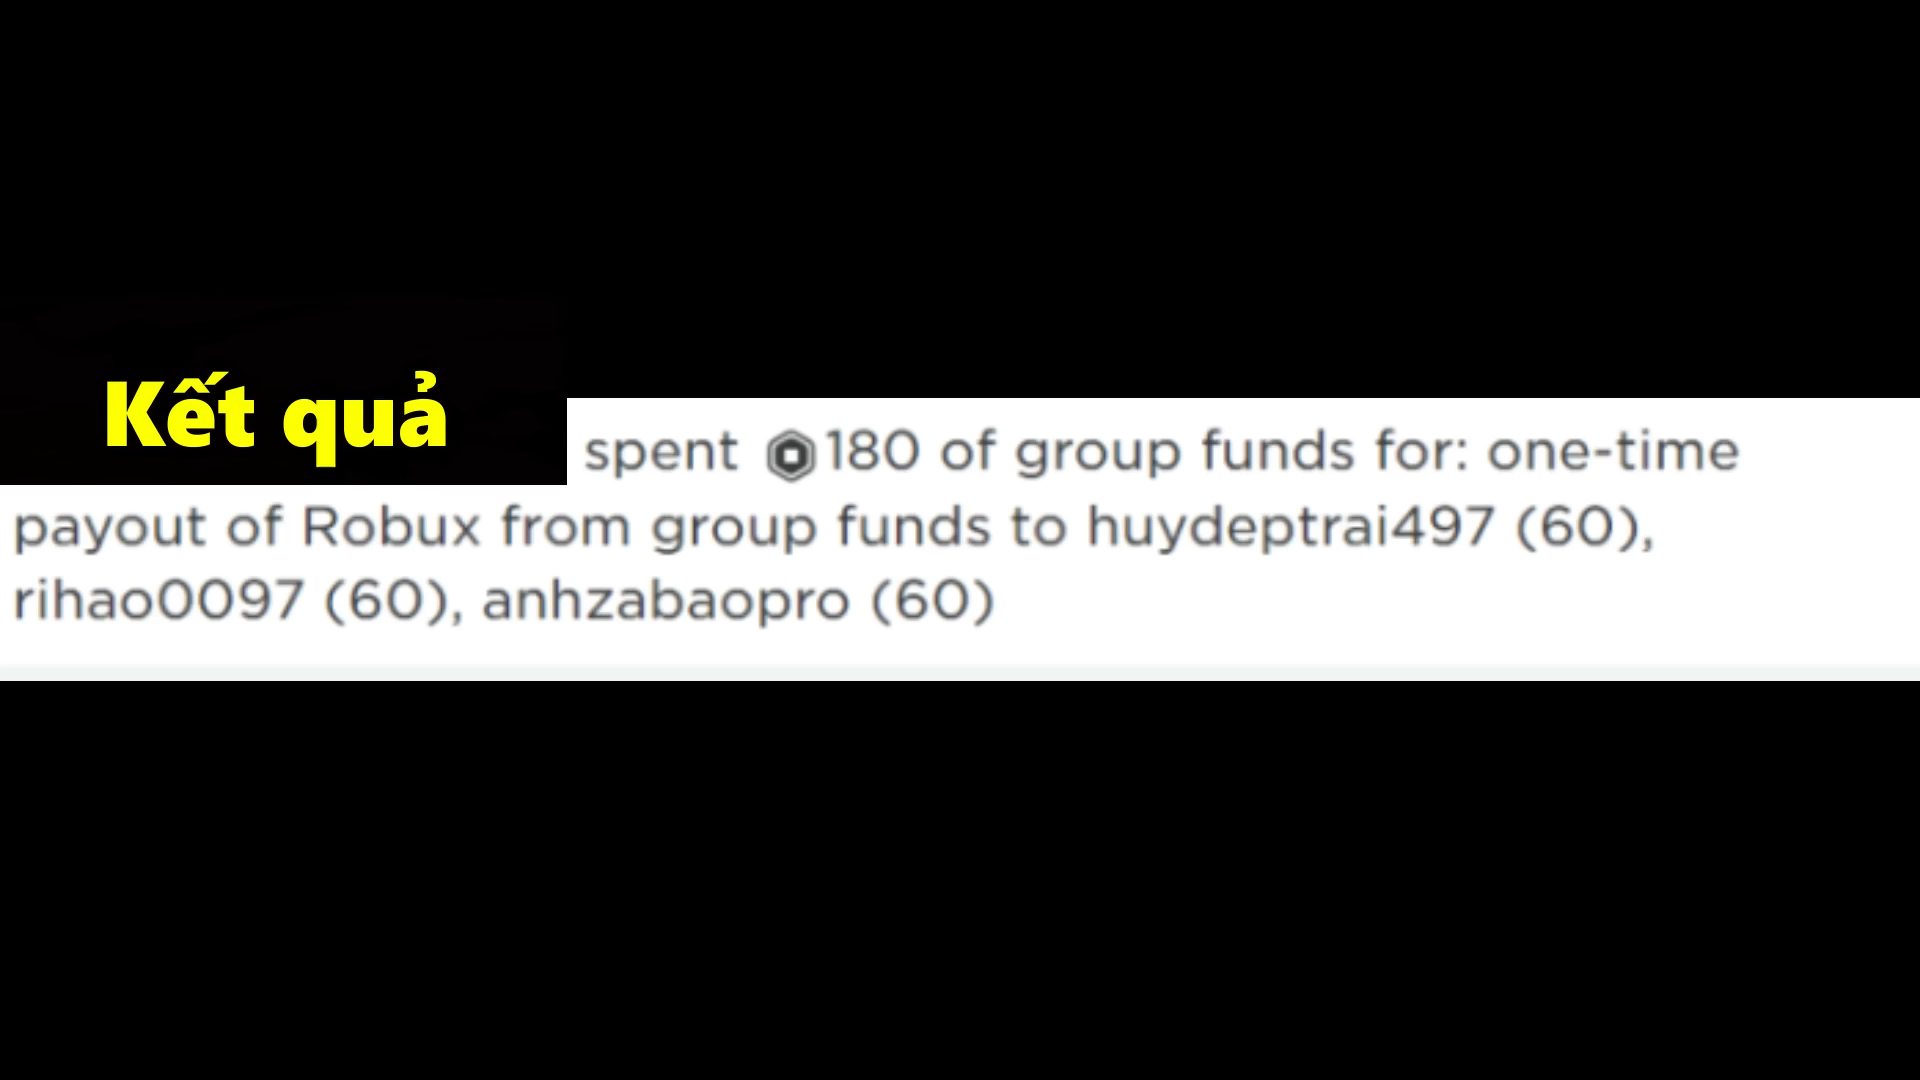 Kết quả
spent 180 of group funds for: one-time
payout of Robux from group funds to huydeptrai497 (60),
rihao0097 (60), anhzabaopro (60)